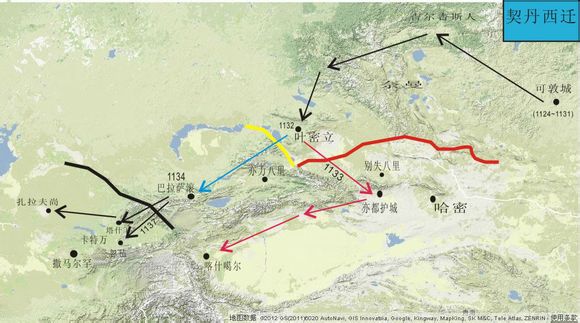 契丹西迁
吉尔吉斯人
乃蛮
可敦城
(1124~1131)
1132
叶密立
1133
1134
巴拉萨衮
亦力八里
别失八里
扎拉夫尚
塔什干
卡特万
1137
亦都护城
哈密
撒马尔罕
喀什噶尔
地图数据 ©2012 GS(2011)6020 AutoNavi, GIS Innovatsia, Google, Kingway, MapKing, SK M&C, Tele Atlas, ZENRIN - 使用条款